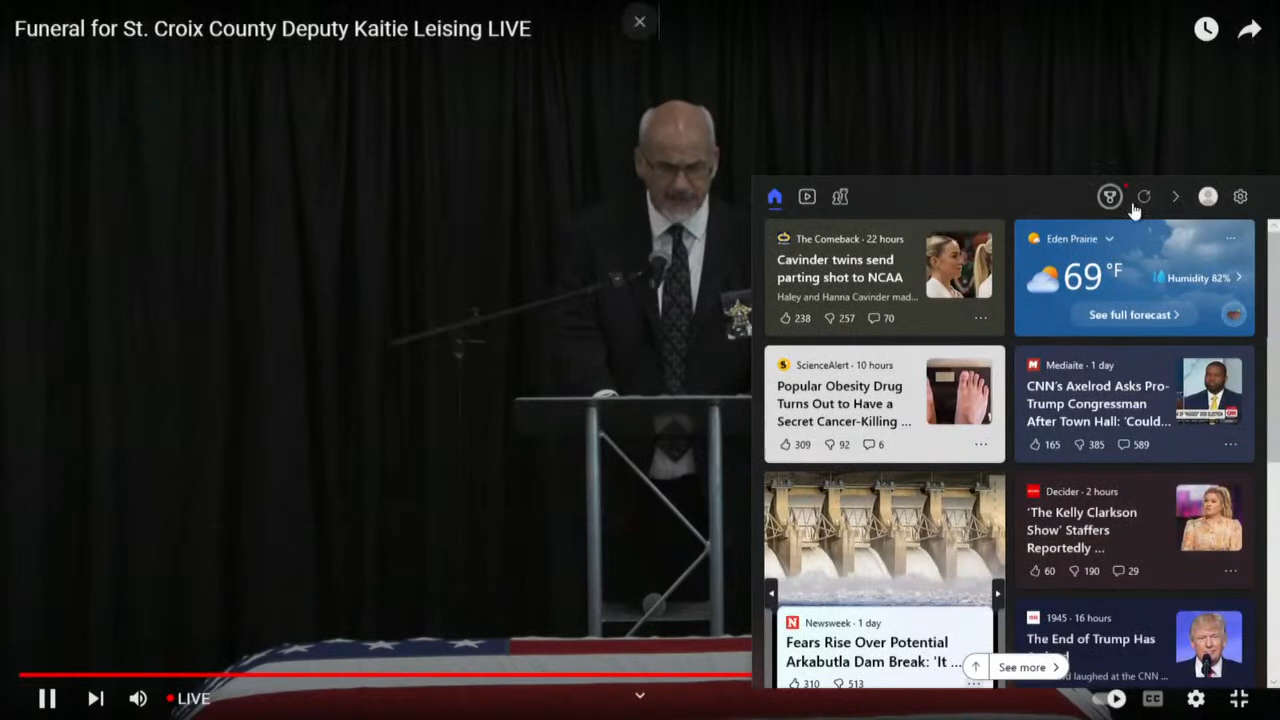 Funeral for St. Croix County Deputy Kaitie Leising LIVE
The Comeback · 22 hours
Cavinder twins send
parting shot to NCAA
Haley and Hanna Cavinder mad...
238 257 70
Eden Prairie
69 °F
Humidity 82%
See full forecast
ScienceAlert · 10 hours
Popular Obesity Drug
Turns Out to Have a
Secret Cancer-Killing ...
309 92 6
Mediaite · 1 day
CNN's Axelrod Asks Pro-
Trump Congressman
After Town Hall: 'Could...
165 385 589
Decider · 2 hours
'The Kelly Clarkson
Show' Staffers
Reportedly ...
60 190 29
Newsweek · 1 day
Fears Rise Over Potential
Arkabutla Dam Break: 'It ...
310 513
1945 · 16 hours
The End of Trump Has
d laughed at the CNN ...
See more
LIVE
CC